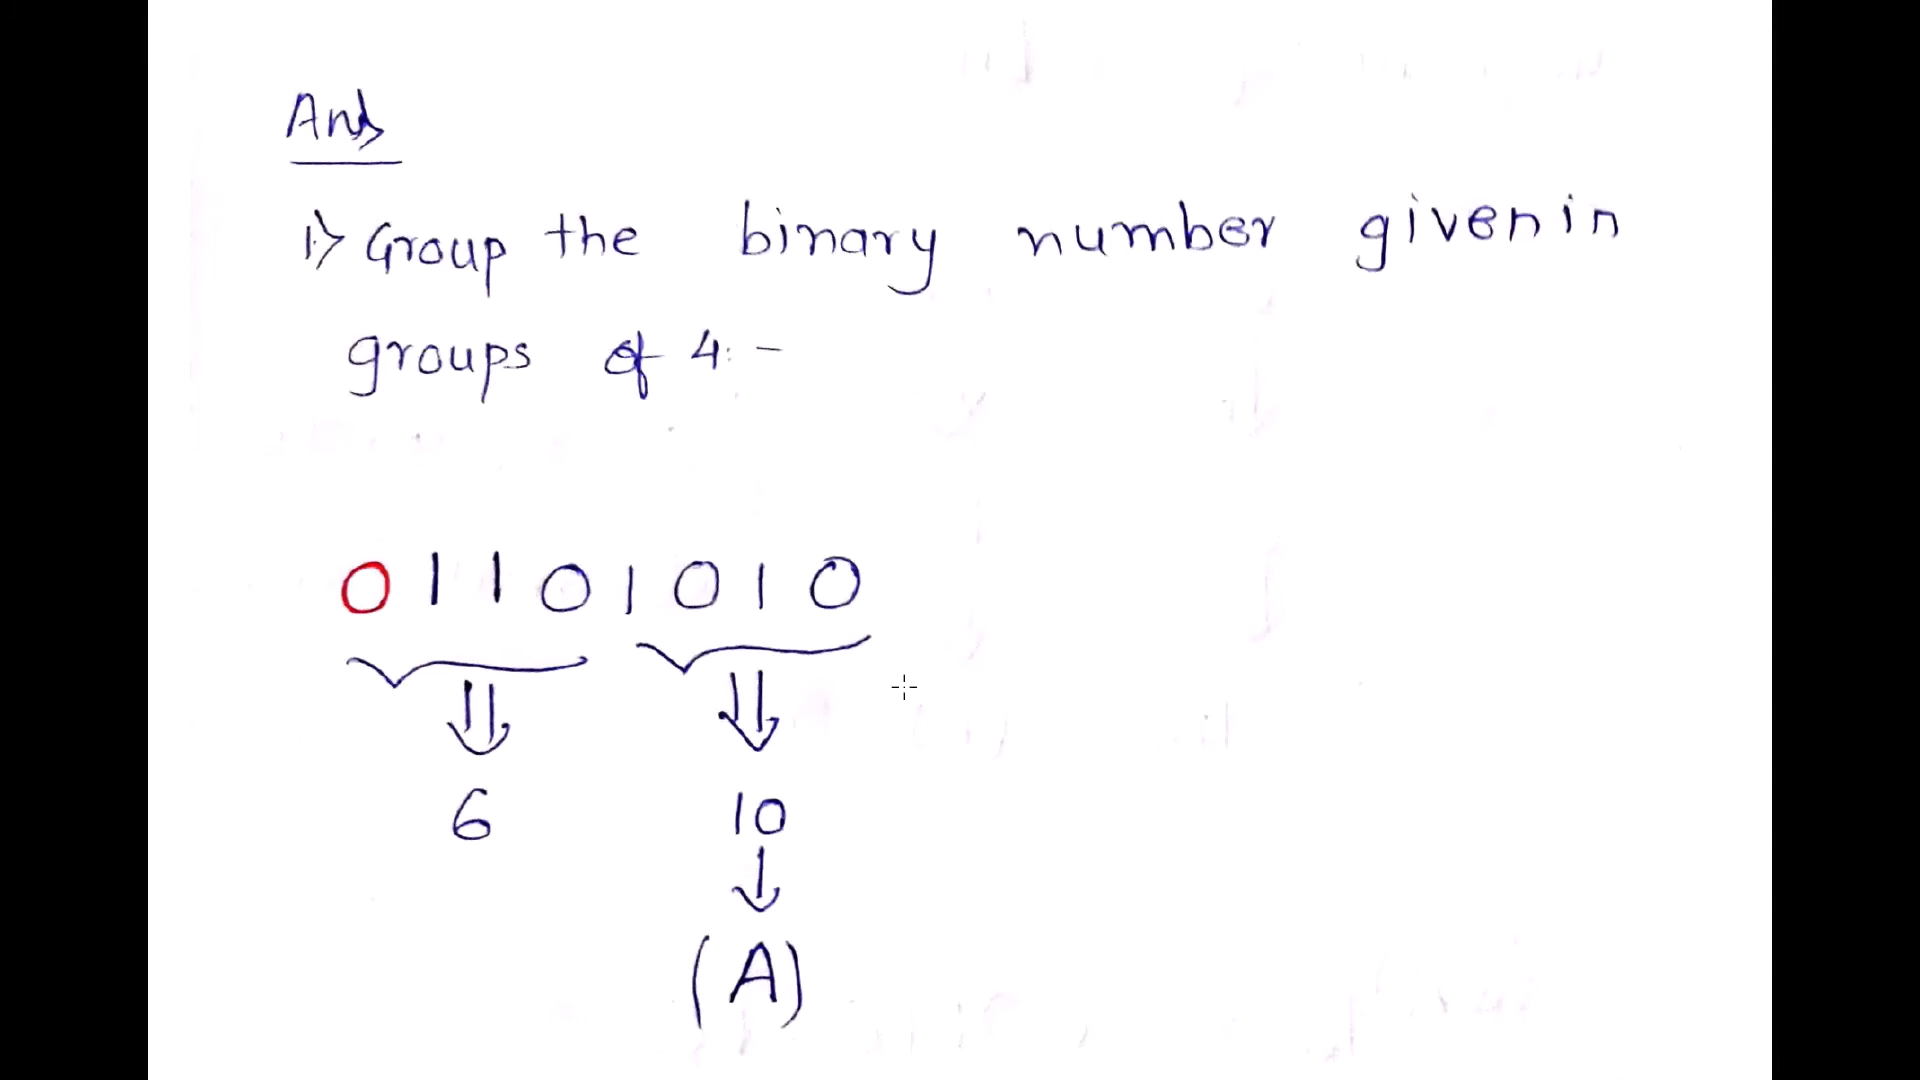 Ans
1.> Group the binary number given in
groups of 4: -
0 1 1 0 1 0 1 0
6 10
(A)